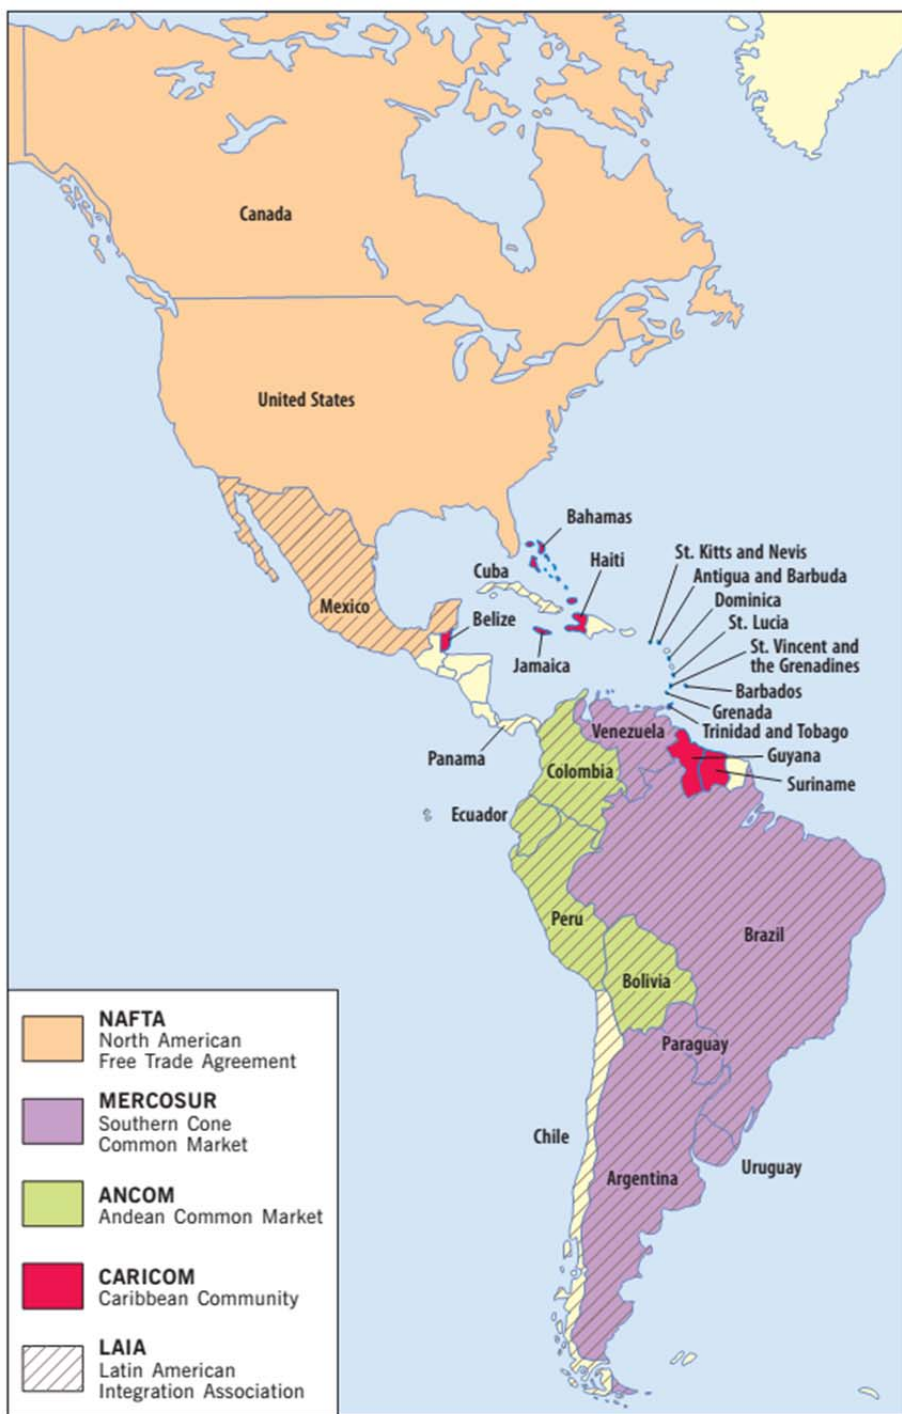 Canada
United States
Bahamas
St. Kitts and Nevis
Haiti
Antigua and Barbuda
Cuba
Dominica
Mexico
Belize
St. Lucia
St. Vincent and
the Grenadines
Jamaica
Barbados
Grenada
Venezuela
Trinidad and Tobago
Panama
Guyana
Colombia
Suriname
Ecuador
Peru
Brazil
Bolivia
Paraguay
Chile
Uruguay
Argentina
NAFTA
North American
Free Trade Agreement
MERCOSUR
Southern Cone
Common Market
ANCOM
Andean Common Market
CARICOM
Caribbean Community
LAIA
Latin American
Integration Association